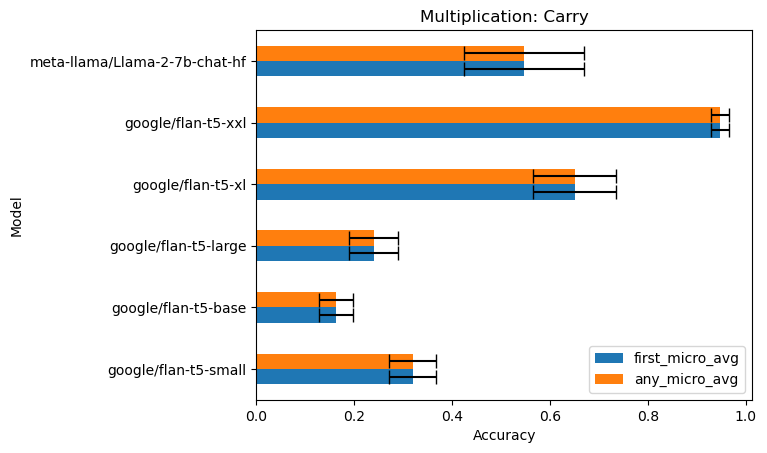 Multiplication: Carry
Model
meta-llama/Llama-2-7b-chat-hf
google/flan-t5-xxl
google/flan-t5-xl
google/flan-t5-large
google/flan-t5-base
google/flan-t5-small
first_micro_avg
any_micro_avg
0.0 0.2 0.4 0.6 0.8 1.0
Accuracy